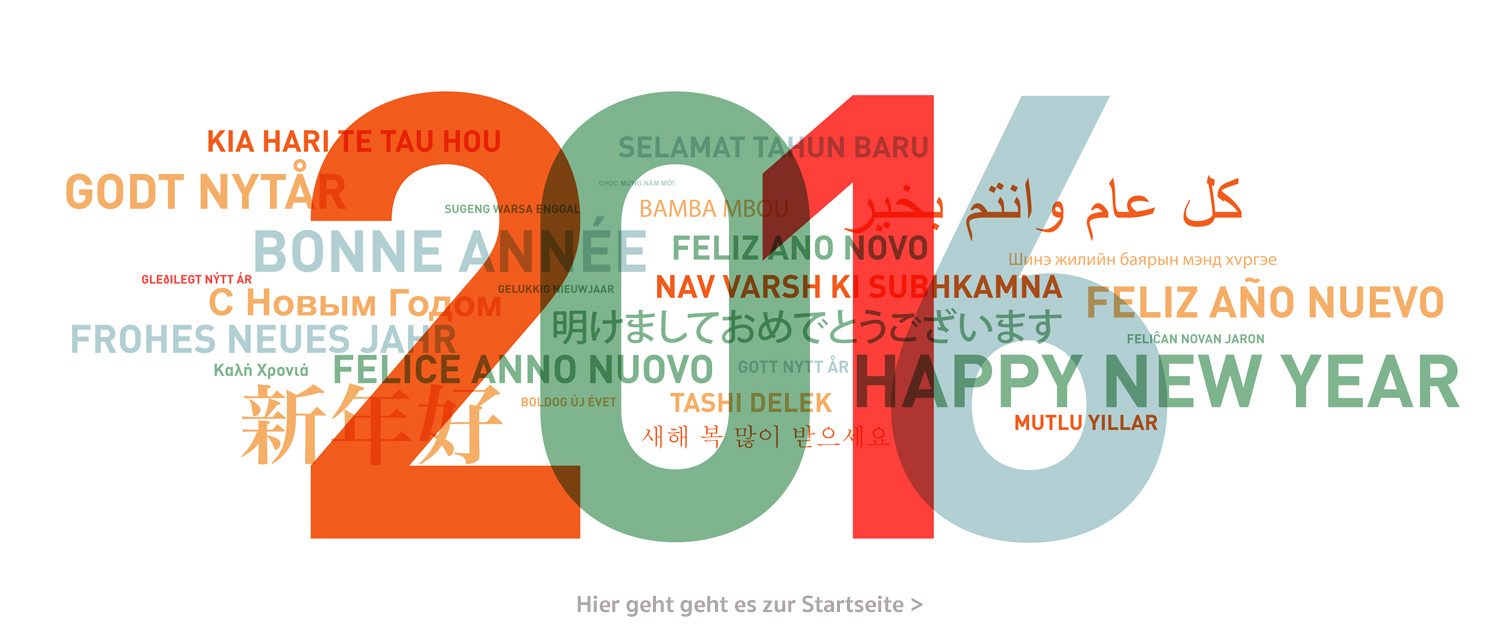 2016
KIA HARI TE TAU HOU
SELAMAT TAHUN BARU
GODT NYTÅR
CHÚC MỪNG NĂM MỚI
كل عام وانتم بخير
SUGENG WARSA ENGGAL
BAMBA MBOU
BONNE ANNÉE
FELIZ ANO NOVO
Шинэ жилийн баярын мэнд хvргэе
GLEðILEGT NÝTT ÁR
GELUKKIG NIEUWJAAR
NAV VARSH KI SUBHKAMNA
С Новым Годом
FELIZ AÑO NUEVO
FROHES NEUES JAHR
明けましておめでとうございます
FELIĈAN NOVAN JARON
Καλή Χρονιά
FELICE ANNO NUOVO
GOTT NYTT ÅR
HAPPY NEW YEAR
新年好
BOLDOG ÚJ ÉVET
TASHI DELEK
MUTLU YILLAR
새해 복 많이 받으세요
Hier geht geht es zur Startseite >